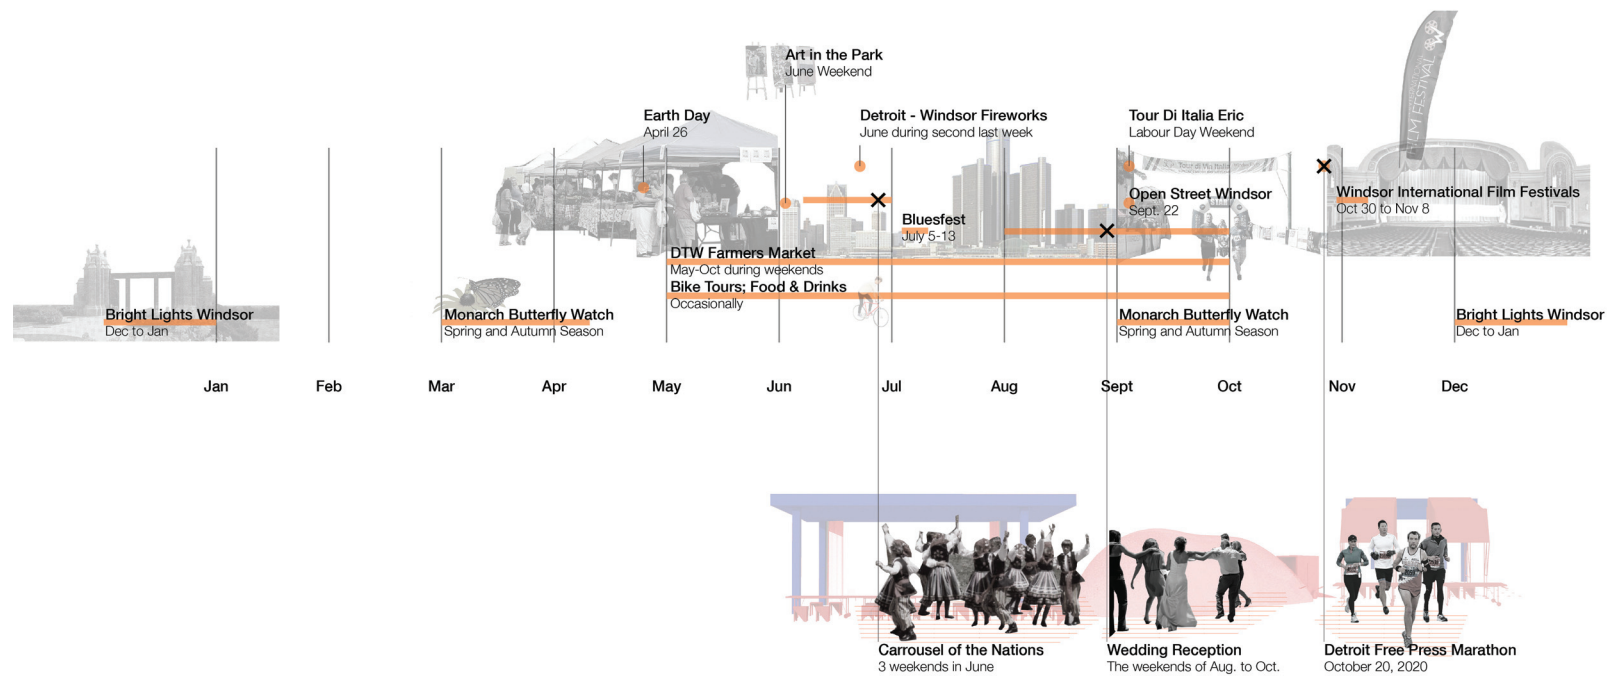 Art in the Park
June Weekend
Earth Day
April 26
Detroit - Windsor Fireworks
June during second last week
Tour Di Italia Eric
Labour Day Weekend
FILM FESTIVAL
Open Street Windsor
Sept. 22
Windsor International Film Festivals
Oct 30 to Nov 8
Bluesfest
July 5-13
DTW Farmers Market
May-Oct during weekends
Bike Tours; Food & Drinks
Occasionally
Bright Lights Windsor
Dec to Jan
Monarch Butterfly Watch
Spring and Autumn Season
Monarch Butterfly Watch
Spring and Autumn Season
Bright Lights Windsor
Dec to Jan
Jan
Feb
Mar
Apr
May
Jun
Jul
Aug
Sept
Oct
Nov
Dec
Carrousel of the Nations
3 weekends in June
Wedding Reception
The weekends of Aug. to Oct.
Detroit Free Press Marathon
October 20, 2020